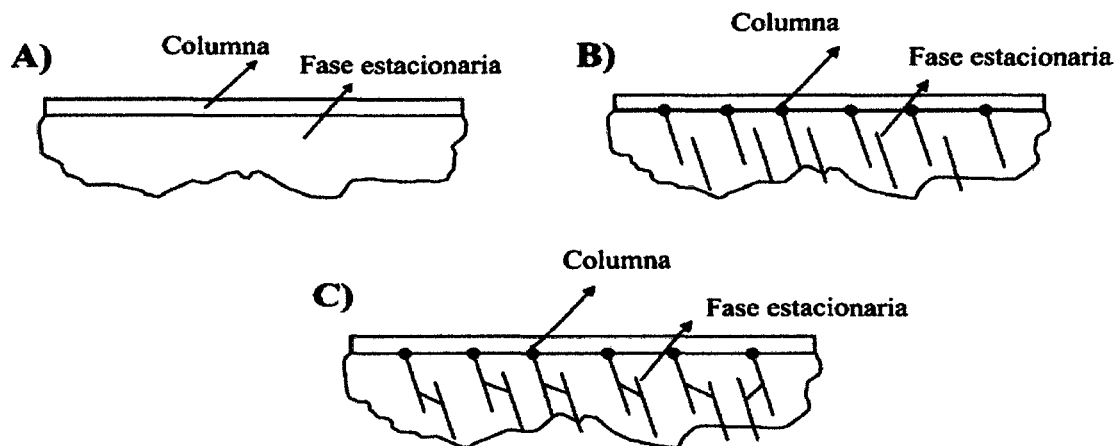 A)
Columna
Fase estacionaria
B)
Columna
Fase estacionaria
C)
Columna
Fase estacionaria